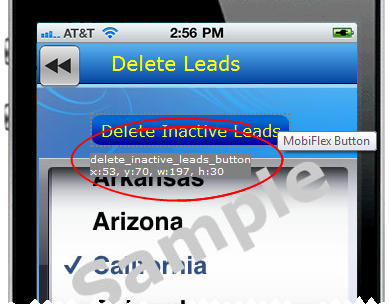 AT&T 2:56 PM
Delete Leads
Delete Inactive Leads
MobiFlex Button
delete_inactive_leads_button
x:53, y:70, w:197, h:30
Arkansas
Arizona
California
Sample